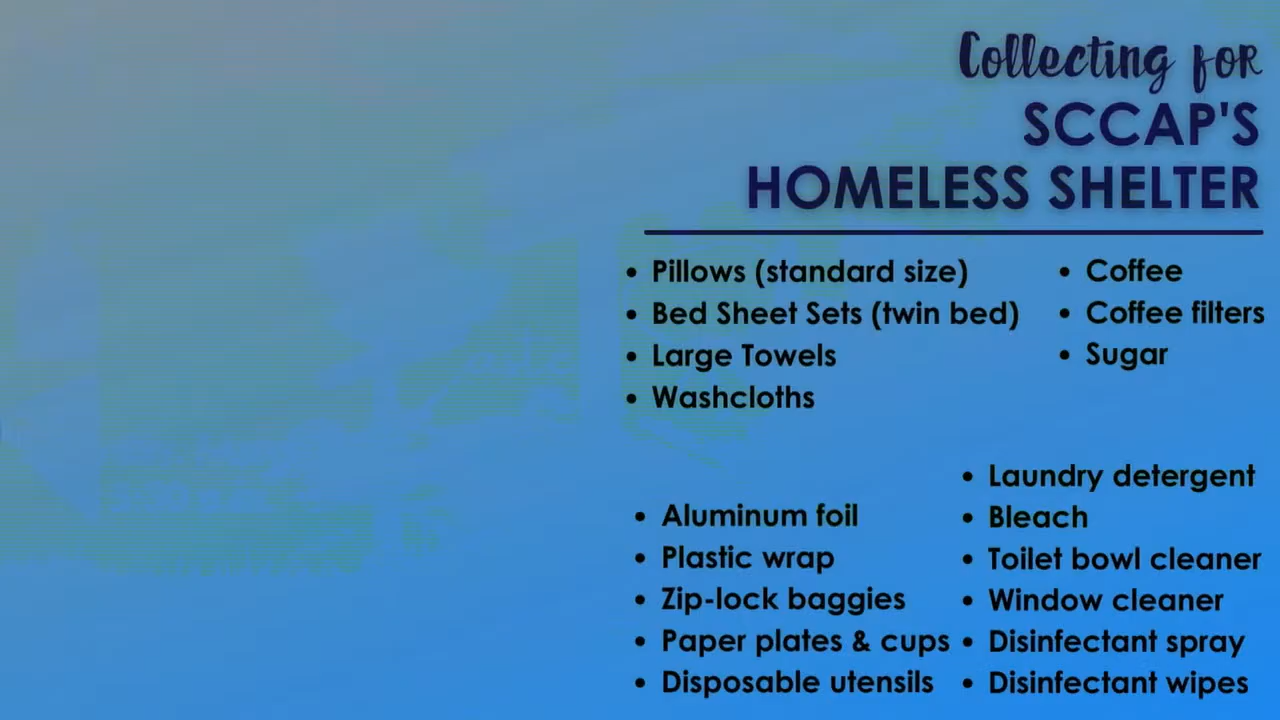 Collecting for
SCCAP'S
HOMELESS SHELTER
• Pillows (standard size)
• Bed Sheet Sets (twin bed)
• Large Towels
• Washcloths
• Coffee
• Coffee filters
• Sugar
• Aluminum foil
• Plastic wrap
• Zip-lock baggies
• Paper plates & cups
• Disposable utensils
• Laundry detergent
• Bleach
• Toilet bowl cleaner
• Window cleaner
• Disinfectant spray
• Disinfectant wipes